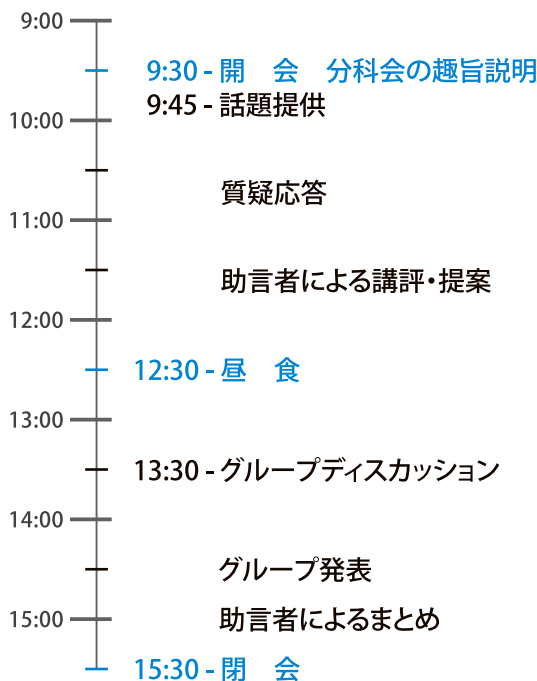 9:00
9:30 - 開　会　分科会の趣旨説明
9:45 - 話題提供
10:00
質疑応答
11:00
助言者による講評・提案
12:00
12:30 - 昼　食
13:00
13:30 - グループディスカッション
14:00
グループ発表
15:00
助言者によるまとめ
15:30 - 閉　会